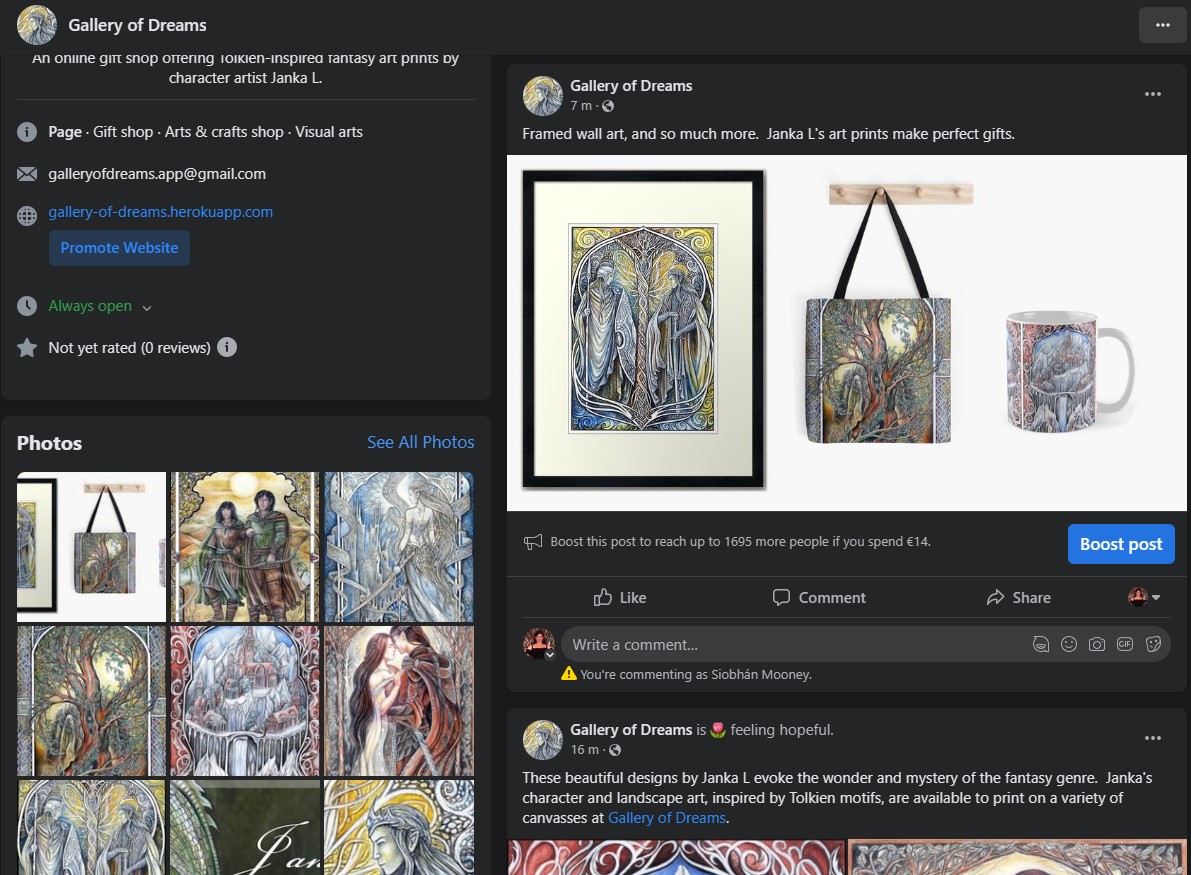 Gallery of Dreams
An online gift shop offering Tolkien-inspired fantasy art prints by
character artist Janka L.
Page · Gift shop · Arts & crafts shop · Visual arts
galleryofdreams.app@gmail.com
gallery-of-dreams.herokuapp.com
Promote Website
Always open
Not yet rated (0 reviews)
Photos
See All Photos
Gallery of Dreams
7 m
Framed wall art, and so much more.  Janka L's art prints make perfect gifts.
Boost this post to reach up to 1695 more people if you spend €14.
Boost post
Like
Comment
Share
Write a comment...
GIF
You're commenting as Siobhán Mooney.
Gallery of Dreams is 🌷 feeling hopeful.
16 m
These beautiful designs by Janka L evoke the wonder and mystery of the fantasy genre.  Janka's
character and landscape art, inspired by Tolkien motifs, are available to print on a variety of
canvasses at Gallery of Dreams.